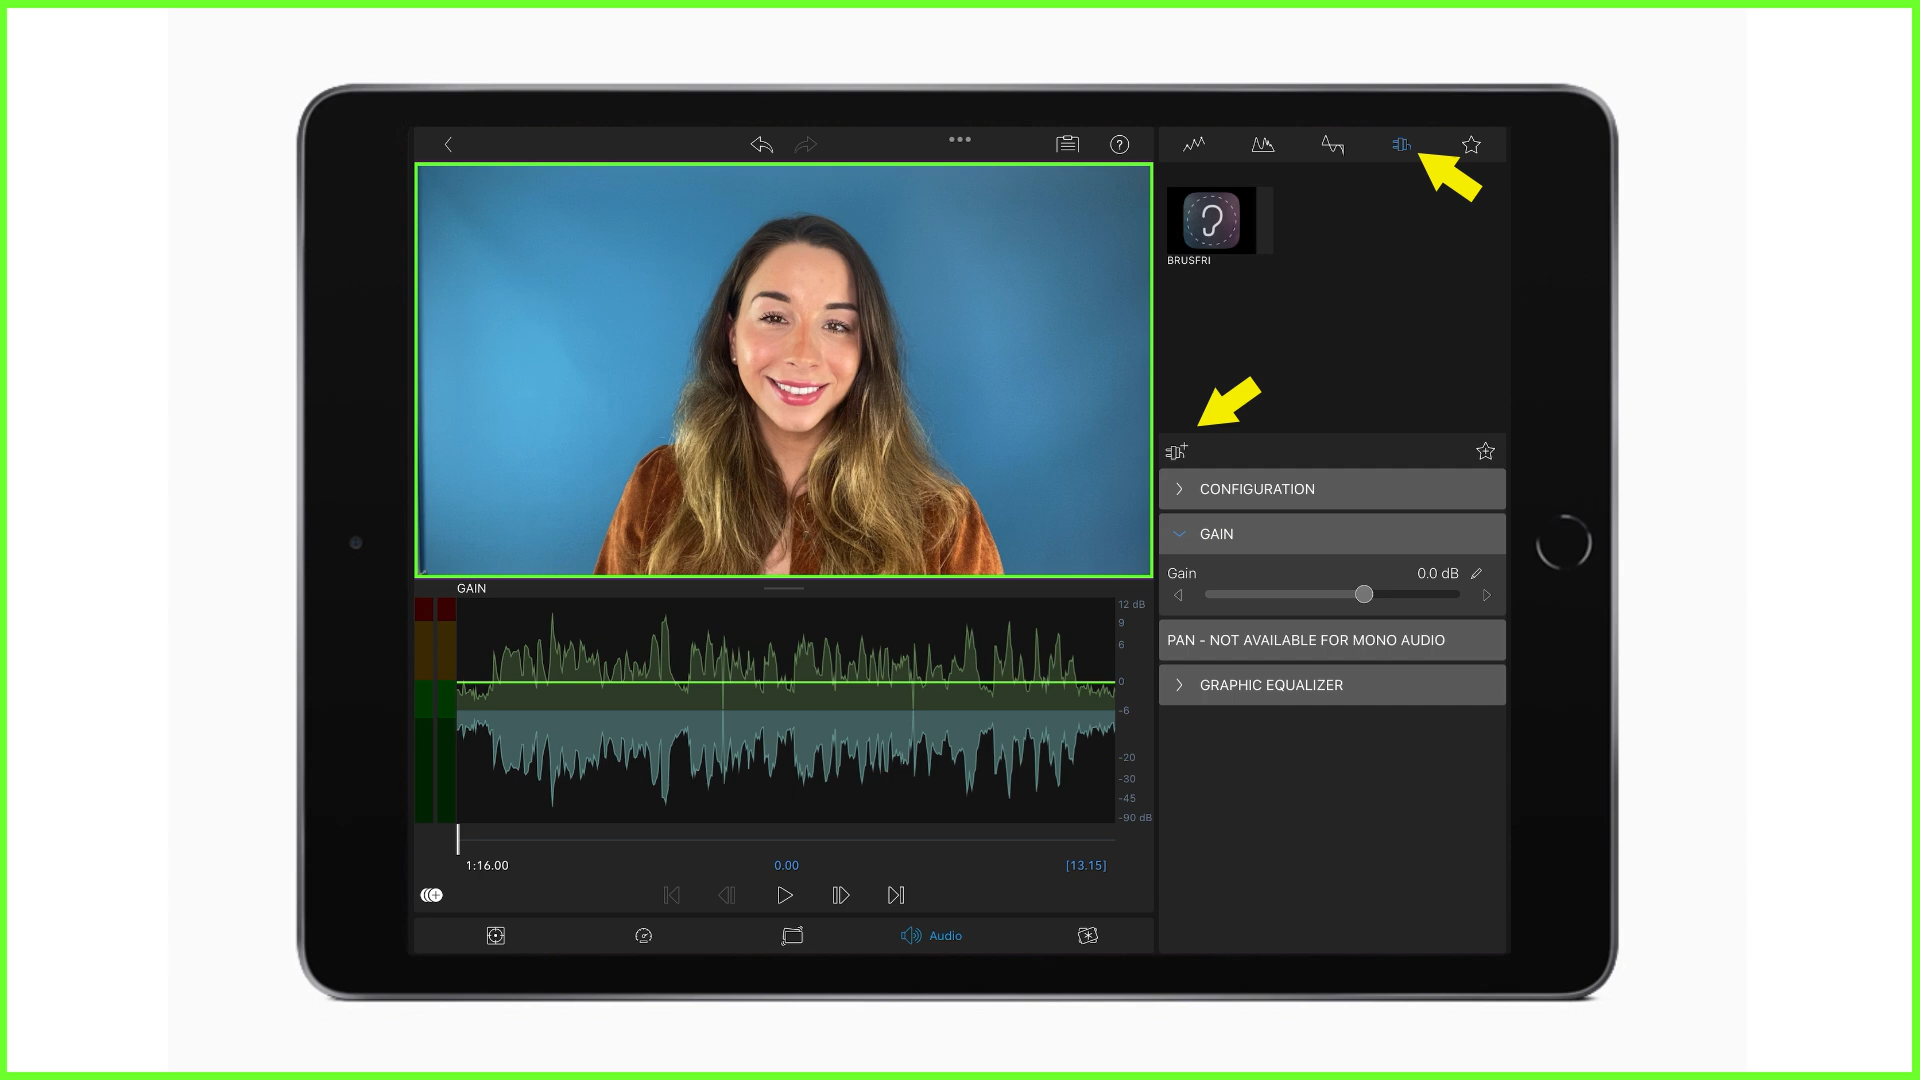 BRUSFRI
CONFIGURATION
GAIN
Gain
0.0 dB
PAN - NOT AVAILABLE FOR MONO AUDIO
GRAPHIC EQUALIZER
GAIN
12 dB
9
6
0
-6
-20
-30
-45
-90 dB
1:16.00
0.00
[13.15]
Audio